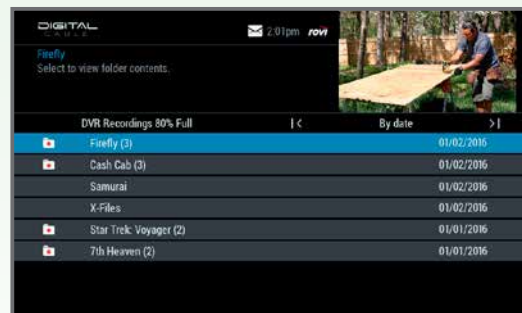 DIGITAL
CABLE
2:01pm rovi
Firefly
Select to view folder contents.
DVR Recordings 80% Full |< By date >|
Firefly (3) 01/02/2016
Cash Cab (3) 01/02/2016
Samurai 01/02/2016
X-Files 01/02/2016
Star Trek: Voyager (2) 01/01/2016
7th Heaven (2) 01/01/2016